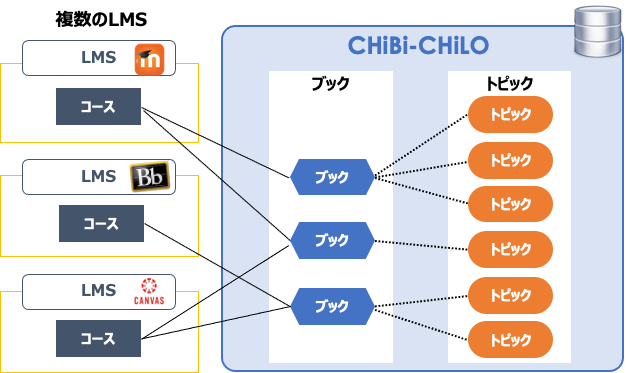 複数のLMS
LMS
m
コース
LMS
Bb
コース
LMS
CANVAS
コース
CHiBi-CHiLO
ブック
ブック
ブック
ブック
トピック
トピック
トピック
トピック
トピック
トピック
トピック